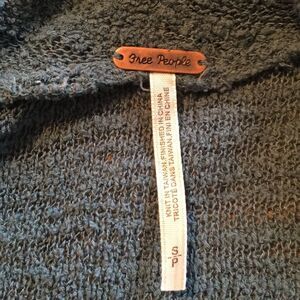 Free People
KNIT IN TAIWAN.FINISHED IN CHINA
TRICOTÉ DANS TAIWAN.FINI EN CHINE
S
P